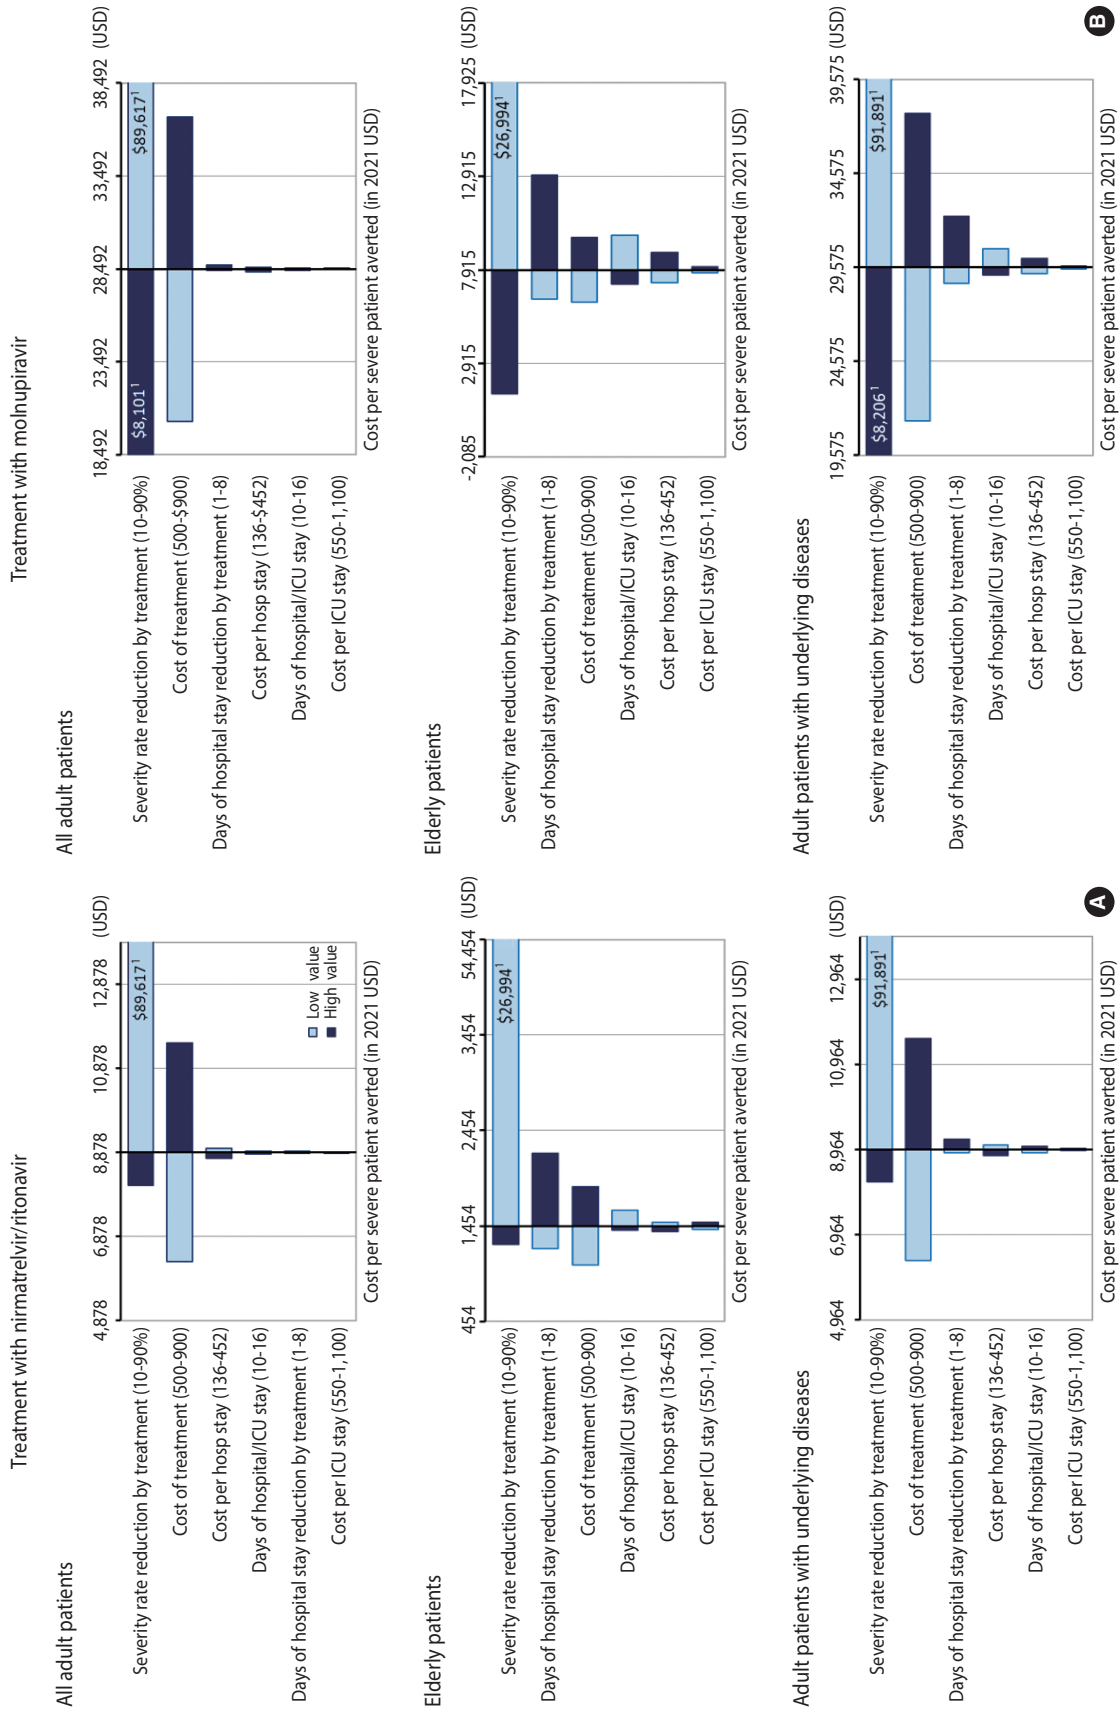 Treatment with nirmatrelvir/ritonavir
All adult patients
4,878 6,878 8,878 10,878 12,878 (USD)
Severity rate reduction by treatment (10-90%)
$89,617¹
Cost of treatment (500-900)
Cost per hosp stay (136-452)
Days of hospital/ICU stay (10-16)
Days of hospital stay reduction by treatment (1-8)
Cost per ICU stay (550-1,100)
Low value
High value
Cost per severe patient averted (in 2021 USD)
Elderly patients
454 1,454 2,454 3,454 54,454 (USD)
Severity rate reduction by treatment (10-90%)
$26,994¹
Days of hospital stay reduction by treatment (1-8)
Cost of treatment (500-900)
Days of hospital/ICU stay (10-16)
Cost per hosp stay (136-452)
Cost per ICU stay (550-1,100)
Cost per severe patient averted (in 2021 USD)
Adult patients with underlying diseases
4,964 6,964 8,964 10,964 12,964 (USD)
Severity rate reduction by treatment (10-90%)
$91,891¹
Cost of treatment (500-900)
Days of hospital stay reduction by treatment (1-8)
Cost per hosp stay (136-452)
Days of hospital/ICU stay (10-16)
Cost per ICU stay (550-1,100)
Cost per severe patient averted (in 2021 USD)
A
Treatment with molnupiravir
All adult patients
18,492 23,492 28,492 33,492 38,492 (USD)
Severity rate reduction by treatment (10-90%)
$8,101¹ $89,617¹
Cost of treatment (500-$900)
Days of hospital stay reduction by treatment (1-8)
Cost per hosp stay (136-$452)
Days of hospital/ICU stay (10-16)
Cost per ICU stay (550-1,100)
Cost per severe patient averted (in 2021 USD)
Elderly patients
-2,085 2,915 7,915 12,915 17,925 (USD)
Severity rate reduction by treatment (10-90%)
$26,994¹
Days of hospital stay reduction by treatment (1-8)
Cost of treatment (500-900)
Days of hospital/ICU stay (10-16)
Cost per hosp stay (136-452)
Cost per ICU stay (550-1,100)
Cost per severe patient averted (in 2021 USD)
Adult patients with underlying diseases
19,575 24,575 29,575 34,575 39,575 (USD)
Severity rate reduction by treatment (10-90%)
$8,206¹ $91,891¹
Cost of treatment (500-900)
Days of hospital stay reduction by treatment (1-8)
Days of hospital/ICU stay (10-16)
Cost per hosp stay (136-452)
Cost per ICU stay (550-1,100)
Cost per severe patient averted (in 2021 USD)
B